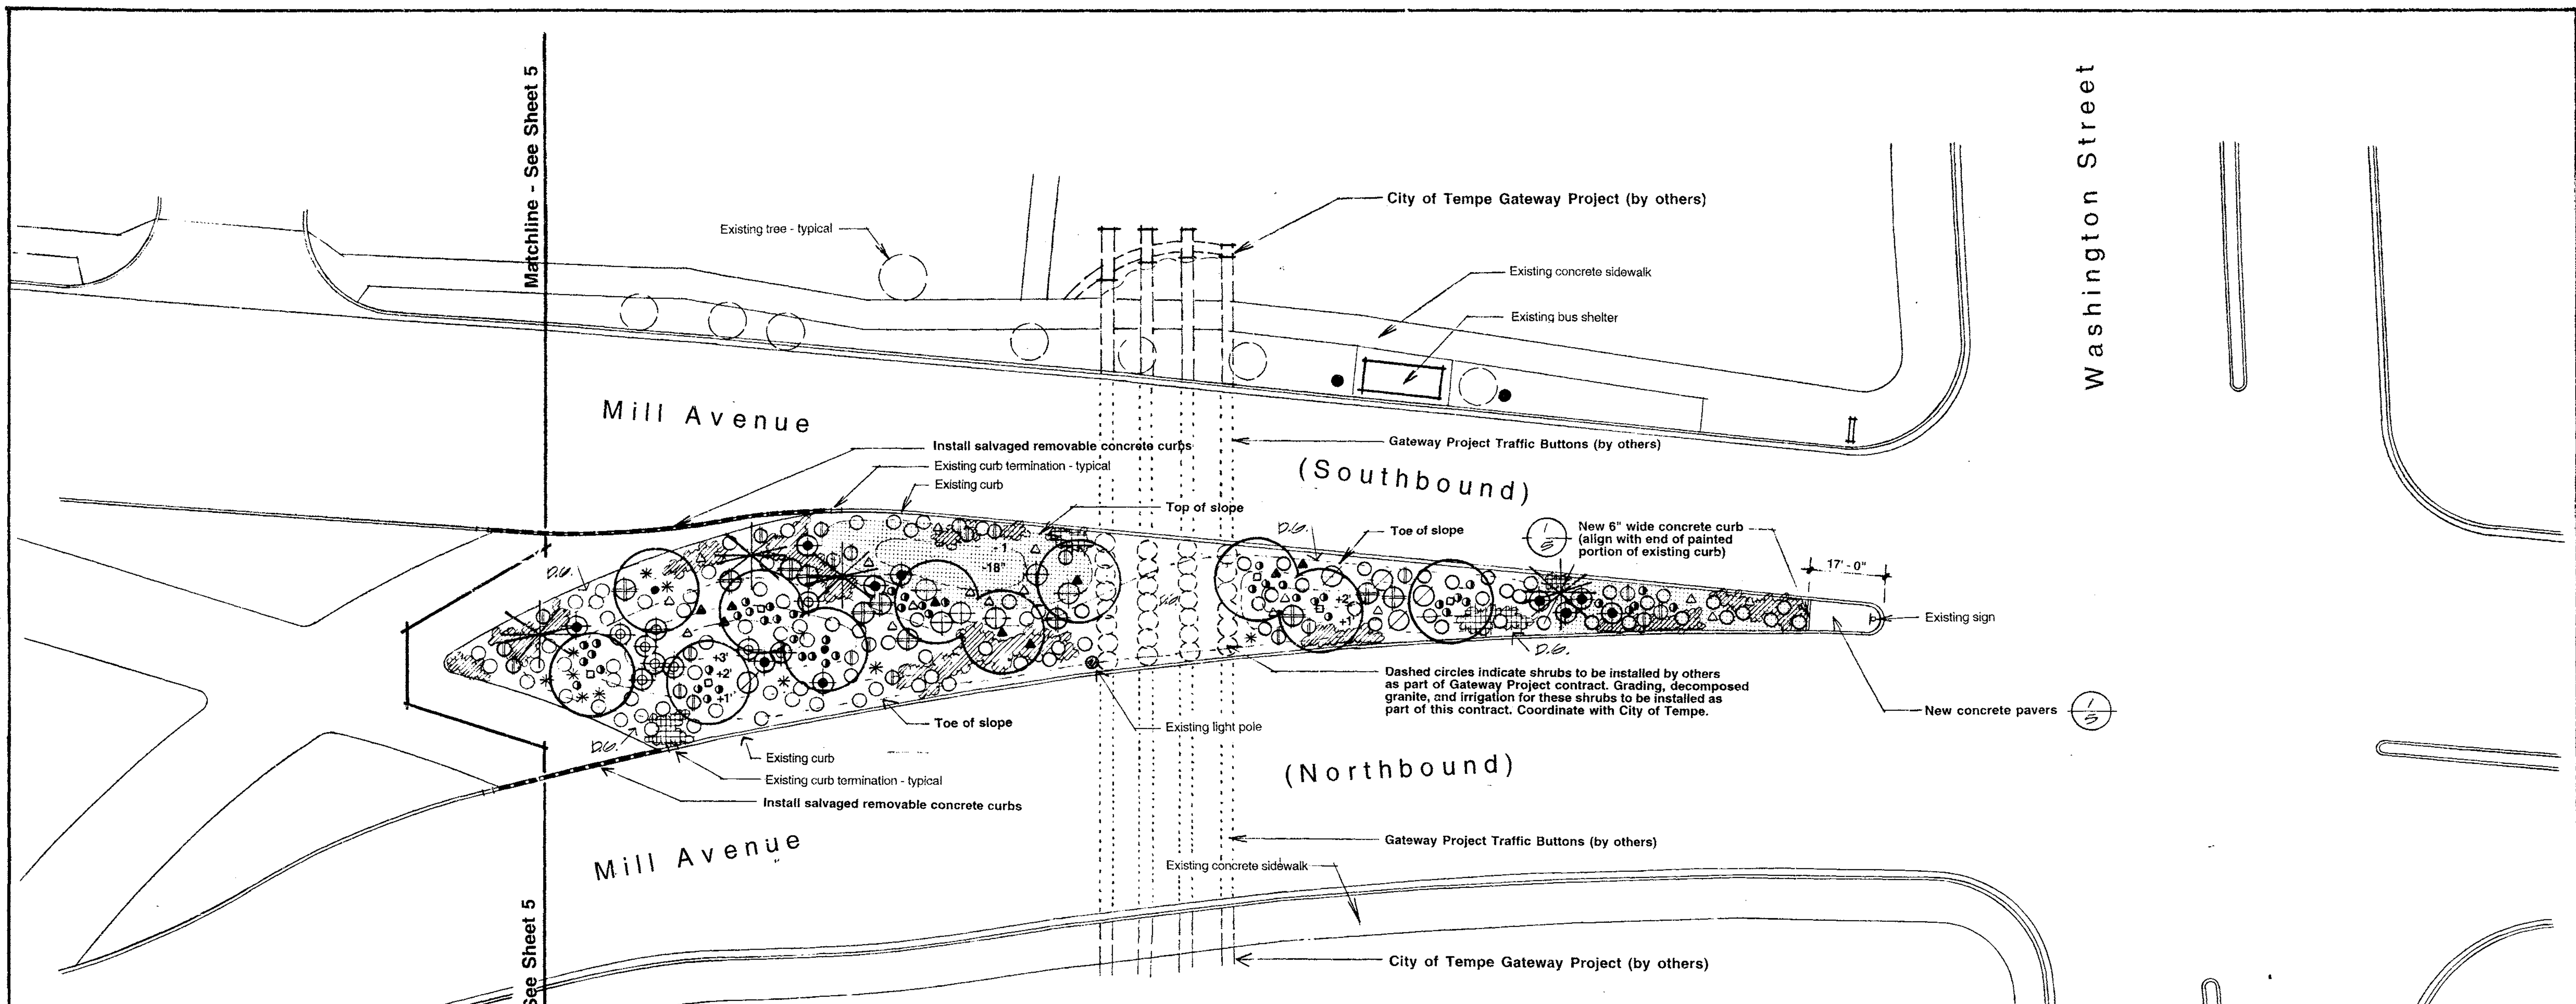 Matchline - See Sheet 5
Washington Street
City of Tempe Gateway Project (by others)
Existing tree - typical
Existing concrete sidewalk
Existing bus shelter
Mill Avenue
Install salvaged removable concrete curbs
Gateway Project Traffic Buttons (by others)
Existing curb termination - typical
(Southbound)
Existing curb
Top of slope
D.G.
Toe of slope
1
5
New 6" wide concrete curb
(align with end of painted
portion of existing curb)
- 1
-18"
17' - 0"
D.G.
+2'
+1'
Existing sign
D.G.
+3'
+2'
+1'
Dashed circles indicate shrubs to be installed by others
as part of Gateway Project contract. Grading, decomposed
granite, and irrigation for these shrubs to be installed as
part of this contract. Coordinate with City of Tempe.
New concrete pavers
1
5
Toe of slope
Existing light pole
D.G.
Existing curb
Existing curb termination - typical
(Northbound)
Install salvaged removable concrete curbs
Mill Avenue
Gateway Project Traffic Buttons (by others)
Existing concrete sidewalk
City of Tempe Gateway Project (by others)
See Sheet 5